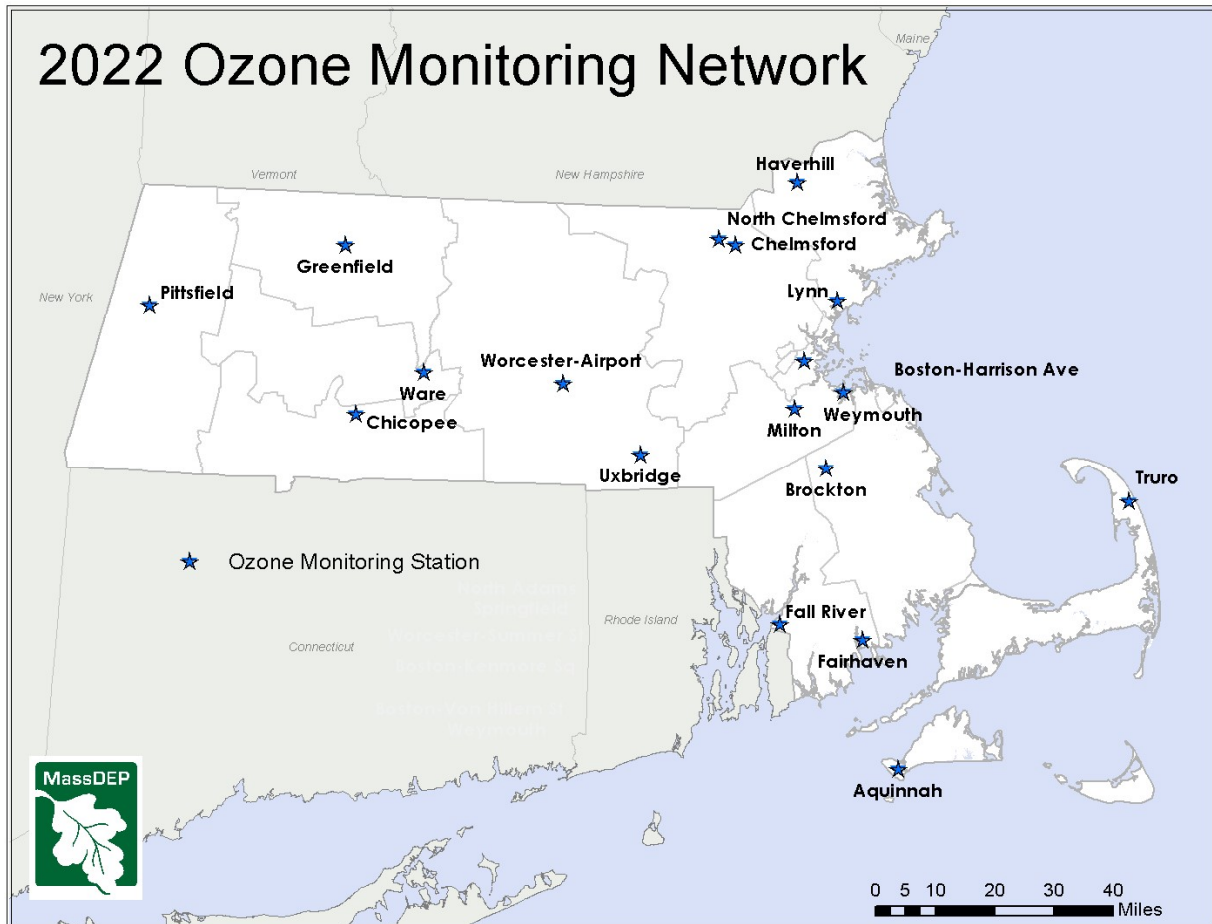 2022 Ozone Monitoring Network
Maine
Vermont
New Hampshire
Haverhill
North Chelmsford
Chelmsford
Greenfield
New York
Pittsfield
Lynn
Worcester-Airport
Boston-Harrison Ave
Ware
Weymouth
Chicopee
Milton
Uxbridge
Brockton
Truro
Ozone Monitoring Station
Fall River
Rhode Island
Connecticut
Fairhaven
MassDEP
Aquinnah
0 5 10 20 30 40
Miles